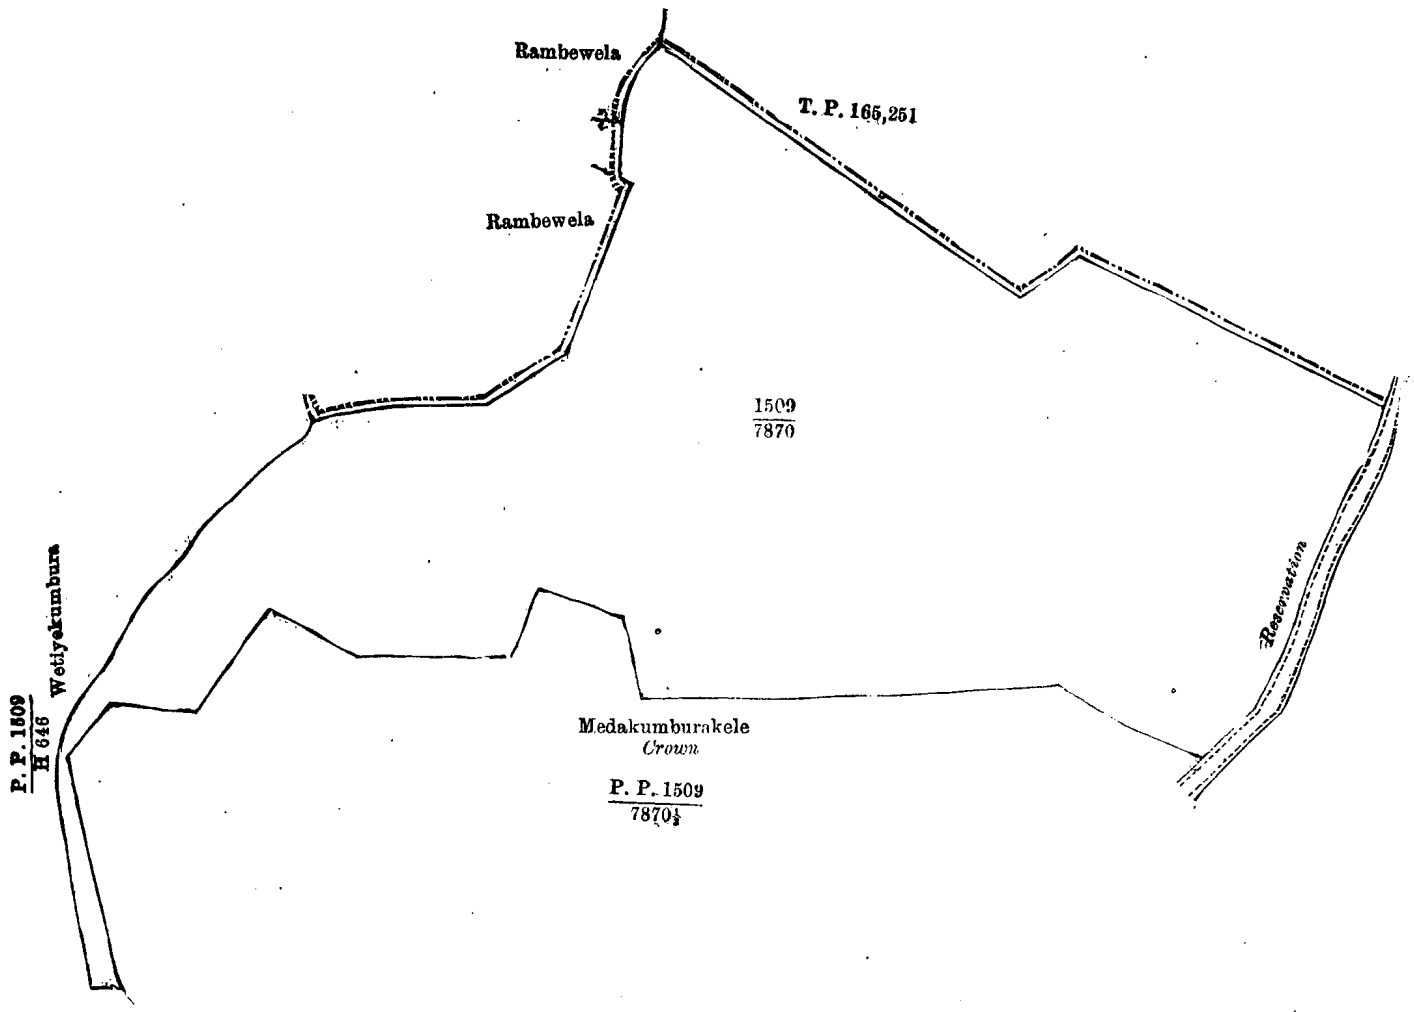 Rambewela
T. P. 165,251
Rambewela
1509
7870
Wetiyekumbura
P. P. 1509
H 646
Reservation
Medakumburakele
Crown
P. P. 1509
7870½